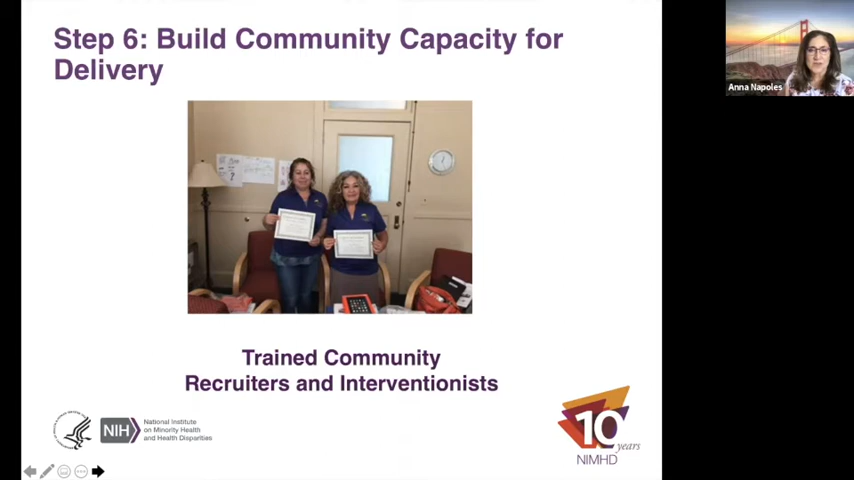 Step 6: Build Community Capacity for
Delivery
Anna Napoles
Trained Community
Recruiters and Interventionists
NIH
National Institute
on Minority Health
and Health Disparities
10
years
NIMHD